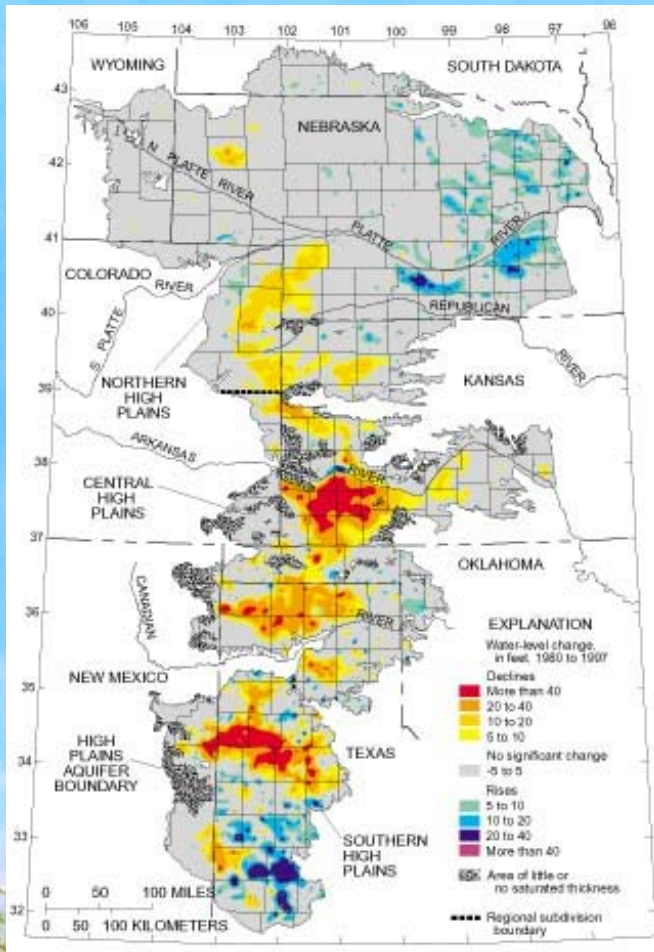 106 105 104 103 102 101 100 99 98 97 96
WYOMING
SOUTH DAKOTA
43
NEBRASKA
42
N PLATTE RIVER
PLATTE RIVER
41
COLORADO
S PLATTE RIVER
REPUBLICAN RIVER
40
39
NORTHERN
HIGH
PLAINS
KANSAS
ARKANSAS RIVER
38
CENTRAL
HIGH
PLAINS
37
OKLAHOMA
CANADIAN RIVER
36
35
NEW MEXICO
34
HIGH
PLAINS
AQUIFER
BOUNDARY
TEXAS
33
SOUTHERN
HIGH
PLAINS
32
0 50 100 MILES
0 50 100 KILOMETERS
EXPLANATION
Water-level change,
in feet, 1980 to 1997
Declines
More than 40
20 to 40
10 to 20
5 to 10
No significant change
-5 to 5
Rises
5 to 10
10 to 20
20 to 40
More than 40
Area of little or
no saturated thickness
Regional subdivision
boundary